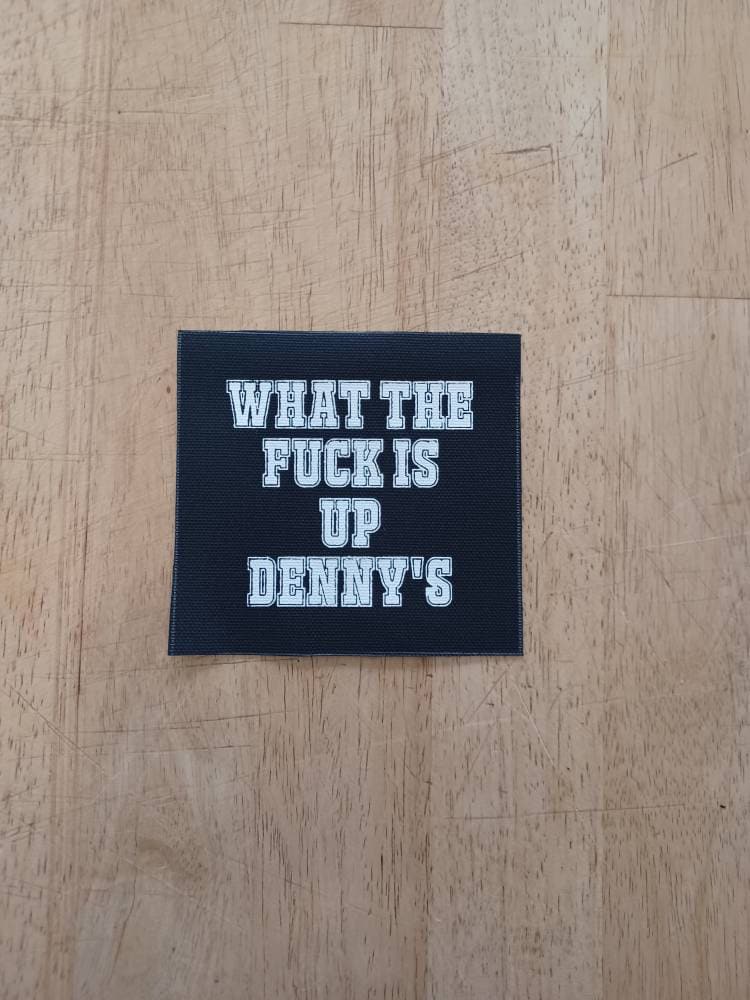 WHAT THE
FUCK IS
UP
DENNY'S